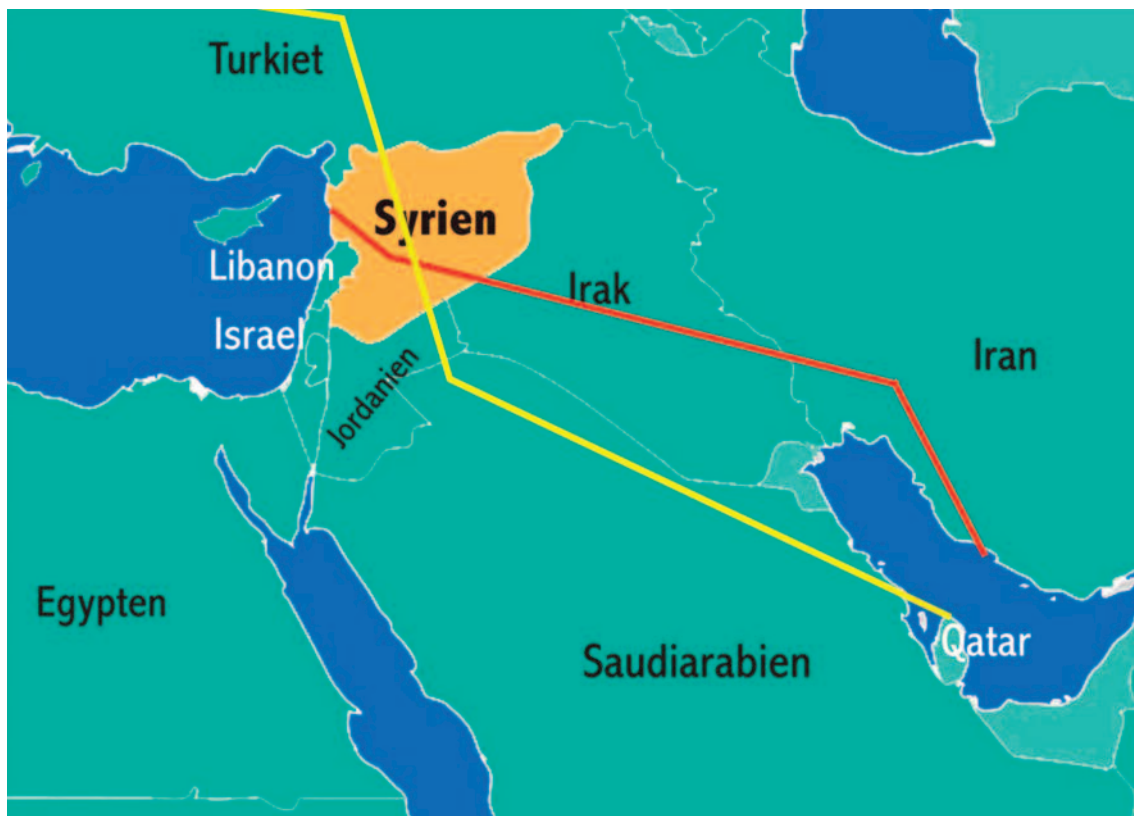 Turkiet
Syrien
Libanon
Irak
Israel
Iran
Jordanien
Egypten
Qatar
Saudiarabien